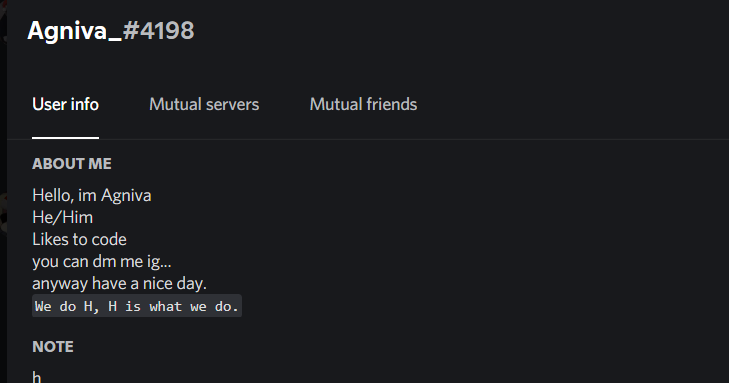 Agniva_#4198
User info Mutual servers Mutual friends
ABOUT ME
Hello, im Agniva
He/Him
Likes to code
you can dm me ig...
anyway have a nice day.
We do H, H is what we do.
NOTE
h